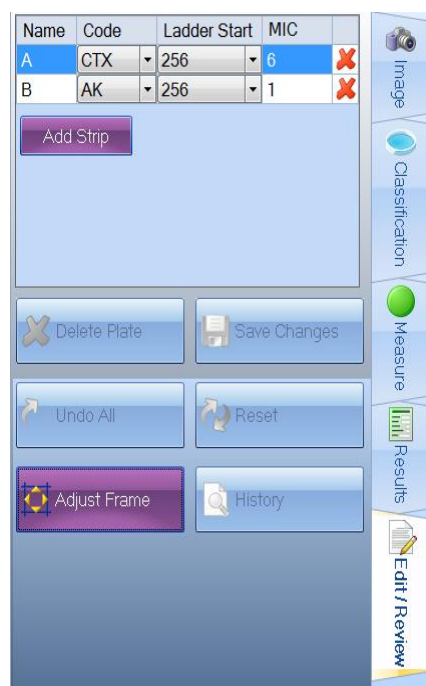 Name Code Ladder Start MIC
A CTX 256 6
B AK 256 1
Add Strip
Delete Plate Save Changes
Undo All Reset
Adjust Frame History
Image
Classification
Measure
Results
Edit / Review